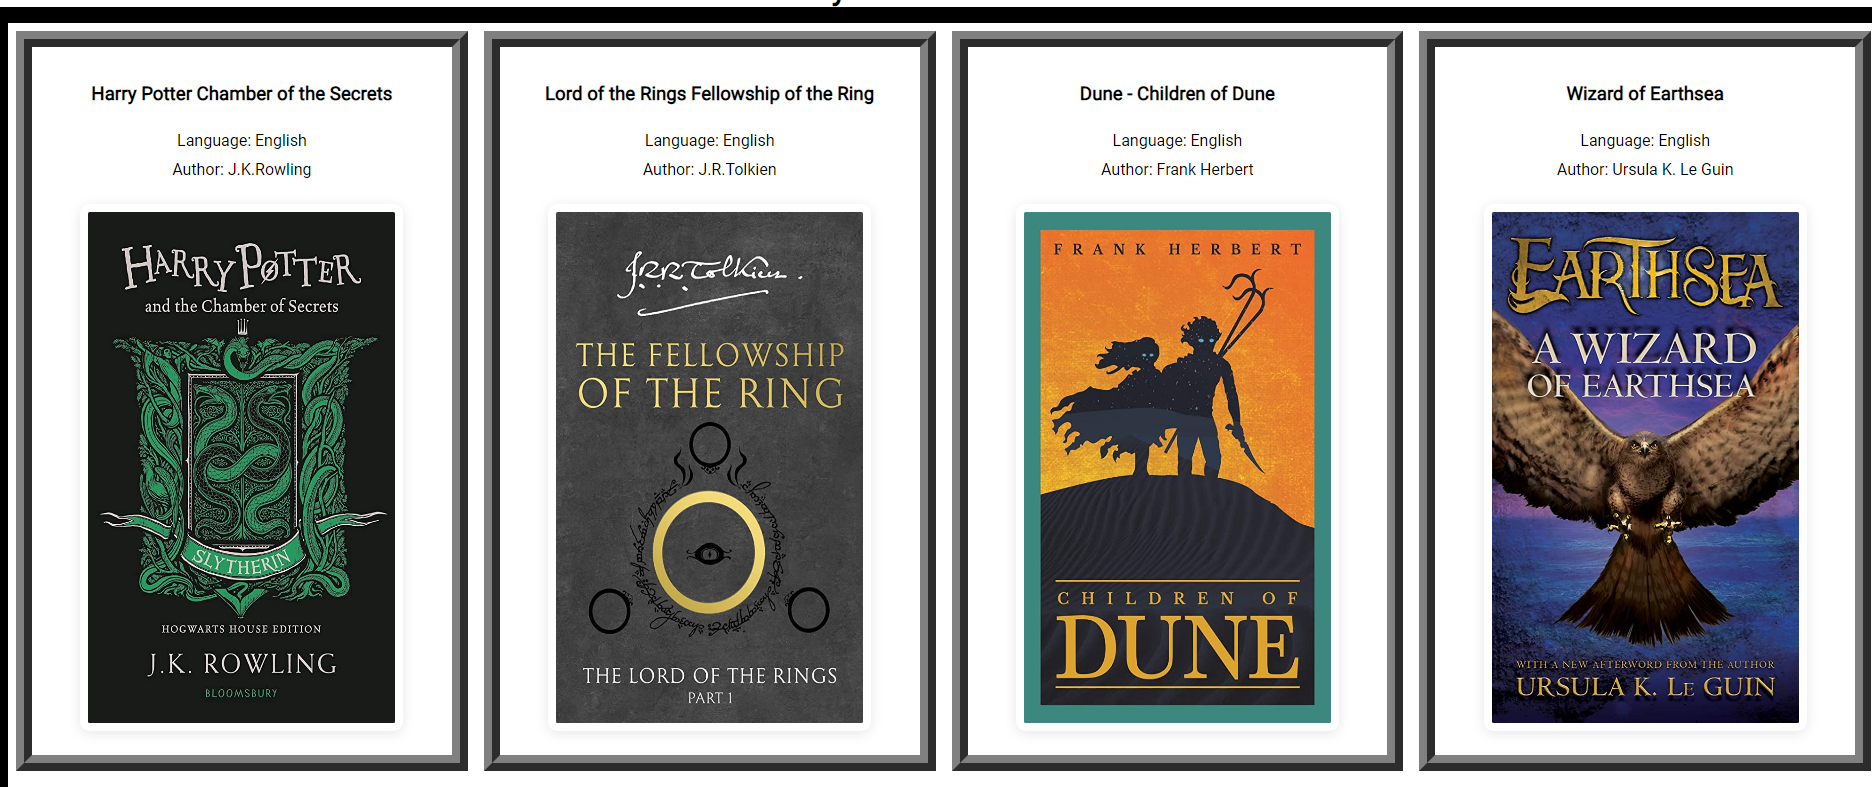 Harry Potter Chamber of the Secrets
Language: English
Author: J.K.Rowling
HARRY POTTER
and the Chamber of Secrets
SLYTHERIN
HOGWARTS HOUSE EDITION
J.K. ROWLING
BLOOMSBURY
Lord of the Rings Fellowship of the Ring
Language: English
Author: J.R.Tolkien
JRRTolkien.
THE FELLOWSHIP
OF THE RING
THE LORD OF THE RINGS
PART 1
Dune - Children of Dune
Language: English
Author: Frank Herbert
FRANK HERBERT
CHILDREN OF
DUNE
Wizard of Earthsea
Language: English
Author: Ursula K. Le Guin
EARTHSEA
A WIZARD
OF EARTHSEA
WITH A NEW AFTERWORD FROM THE AUTHOR
URSULA K. LE GUIN